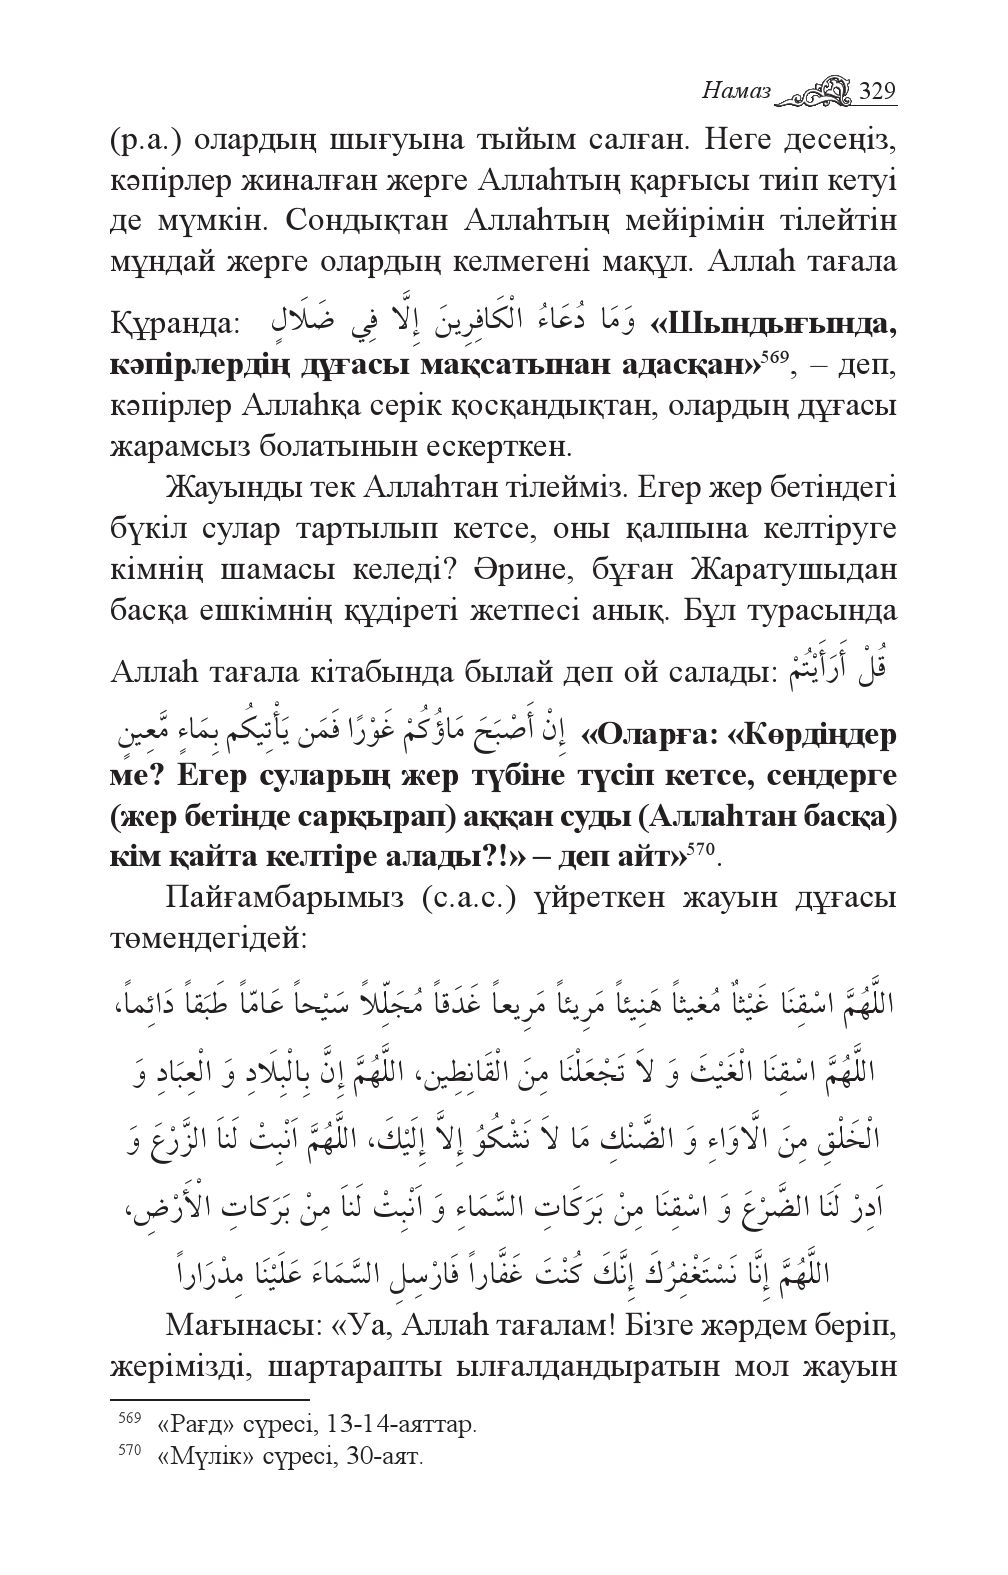 Намаз 329
(р.а.) олардың шығуына тыйым салған. Неге десеңіз,
кәпірлер жиналған жерге Аллаһтың қарғысы тиіп кетуі
де мүмкін. Сондықтан Аллаһтың мейірімін тілейтін
мұндай жерге олардың келмегені мақұл. Аллаһ тағала
Құранда: وَمَا دُعَاءُ الْكَافِرِينَ إِلَّا فِي ضَلَالٍ «Шындығында,
кәпірлердің дұғасы мақсатынан адасқан»569, – деп,
кәпірлер Аллаһқа серік қосқандықтан, олардың дұғасы
жарамсыз болатынын ескерткен.
Жауынды тек Аллаһтан тілейміз. Егер жер бетіндегі
бүкіл сулар тартылып кетсе, оны қалпына келтіруге
кімнің шамасы келеді? Әрине, бұған Жаратушыдан
басқа ешкімнің құдіреті жетпесі анық. Бұл турасында
Аллаһ тағала кітабында былай деп ой салады: قُلْ أَرَأَيْتُمْ
إِنْ أَصْبَحَ مَاؤُكُمْ غَوْرًا فَمَن يَأْتِيكُم بِمَاءٍ مَّعِينٍ «Оларға: «Көрдіңдер
ме? Егер суларың жер түбіне түсіп кетсе, сендерге
(жер бетінде сарқырап) аққан суды (Аллаһтан басқа)
кім қайта келтіре алады?!» – деп айт»570.
Пайғамбарымыз (с.а.с.) үйреткен жауын дұғасы
төмендегідей:
اللَّهُمَّ اسْقِنَا غَيْثاً مُغيثاً هَنِيئاً مَرِيئاً مَرِيعاً غَدَقاً مُجَلِّلاً سَيْحاً عَامّاً طَبَقاً دَائِماً،
اللَّهُمَّ اسْقِنَا الْغَيْثَ وَ لاَ تَجْعَلْنَا مِنَ الْقَانِطِين، اللَّهُمَّ إِنَّ بِالْبِلَادِ وَ الْعِبَادِ وَ
الْخَلْقِ مِنَ الْاَوَاءِ وَ الضَّنْكِ مَا لاَ نَشْكُوُ إِلاَّ إِلَيْكَ، اللَّهُمَّ اَنْبِتْ لَنَا الزَّرْعَ وَ
اَدِرْ لَنَا الضَّرْعَ وَ اسْقِنَا مِنْ بَرَكَاتِ السَّمَاءِ وَ اَنْبِتْ لَنَا مِنْ بَرَكاتِ الْأَرْضِ،
اللَّهُمَّ إِنَّا نَسْتَغْفِرُكَ إِنَّكَ كُنْتَ غَفَّاراً فَارْسِلِ السَّمَاءَ عَلَيْنَا مِدْرَاراً
Мағынасы: «Уа, Аллаһ тағалам! Бізге жәрдем беріп,
жерімізді, шартарапты ылғалдандыратын мол жауын
569 «Рағд» сүресі, 13-14-аяттар.
570 «Мүлік» сүресі, 30-аят.